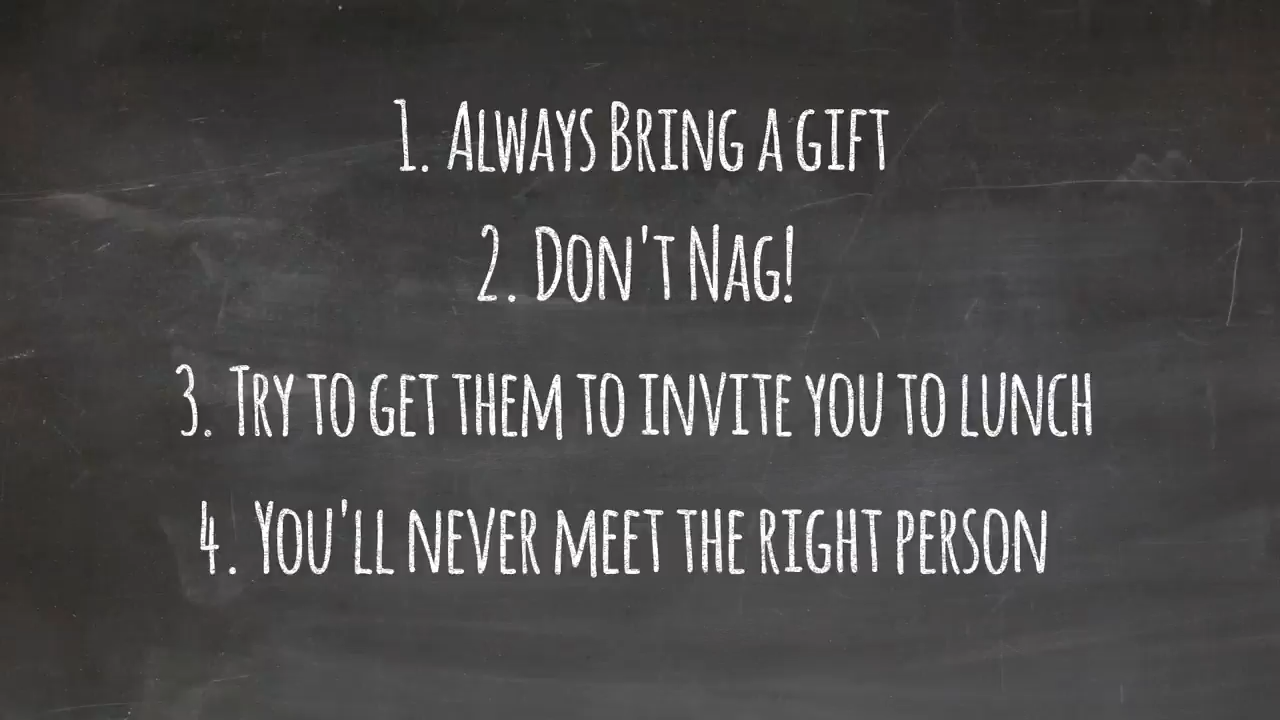 1. Always Bring a gift
2. Don't Nag!
3. Try to get them to invite you to lunch
4. You'll never meet the right person